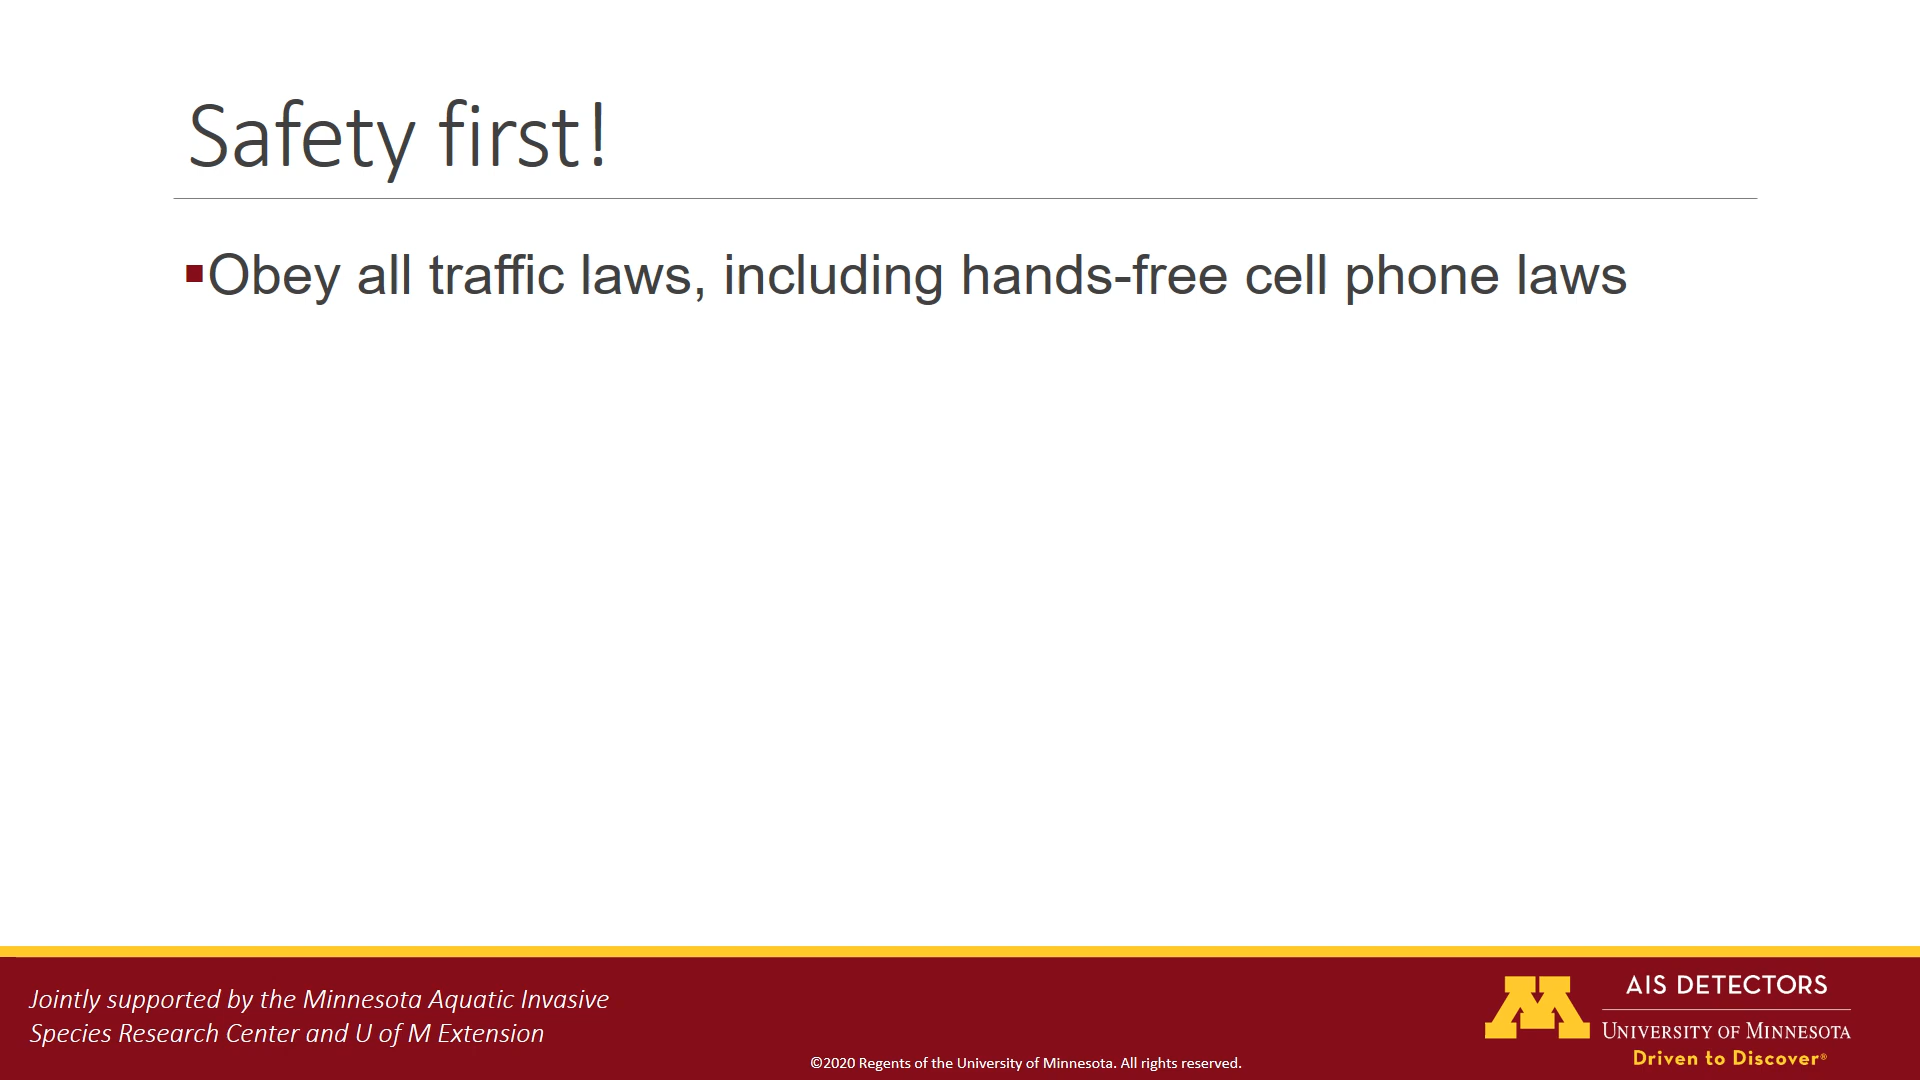 Safety first!
▪Obey all traffic laws, including hands-free cell phone laws
Jointly supported by the Minnesota Aquatic Invasive
Species Research Center and U of M Extension
©2020 Regents of the University of Minnesota. All rights reserved.
M
AIS DETECTORS
UNIVERSITY OF MINNESOTA
Driven to Discover®